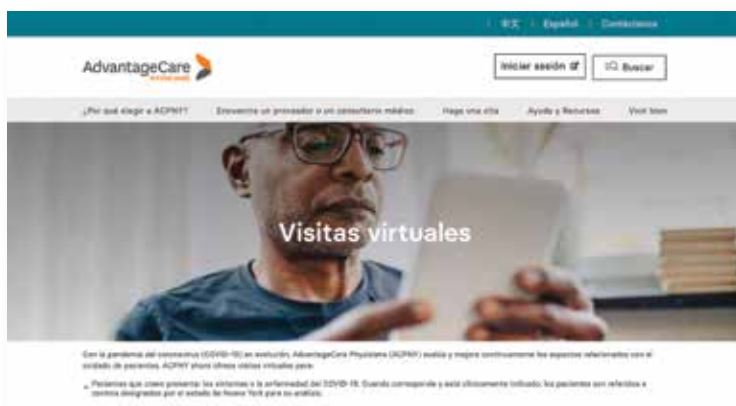 中文 Español Contáctenos
AdvantageCare
Iniciar sesión Buscar
¿Por qué elegir a ACPNY? Encuentre un proveedor o un consultorio médico Haga una cita Ayuda y Recursos Vivir bien
Visitas virtuales
Con la pandemia del coronavirus (COVID-19) en evolución, AdvantageCare Physicians (ACPNY) evalúa y mejora continuamente los espacios relacionados con el
cuidado de pacientes. ACPNY ahora ofrece visitas virtuales para:
Pacientes que creen presentar los síntomas o la enfermedad del COVID-19. Cuando corresponde y está clínicamente indicado, los pacientes son referidos a
centros designados por el estado de Nueva York para su análisis.